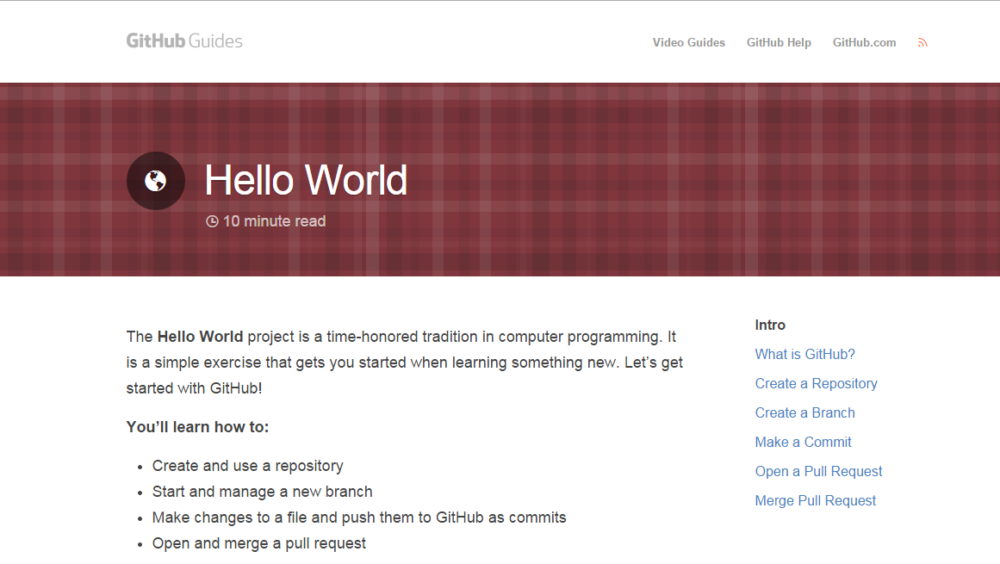 GitHub Guides
Video Guides GitHub Help GitHub.com
Hello World
10 minute read
The Hello World project is a time-honored tradition in computer programming. It
is a simple exercise that gets you started when learning something new. Let’s get
started with GitHub!
You’ll learn how to:
Create and use a repository
Start and manage a new branch
Make changes to a file and push them to GitHub as commits
Open and merge a pull request
Intro
What is GitHub?
Create a Repository
Create a Branch
Make a Commit
Open a Pull Request
Merge Pull Request